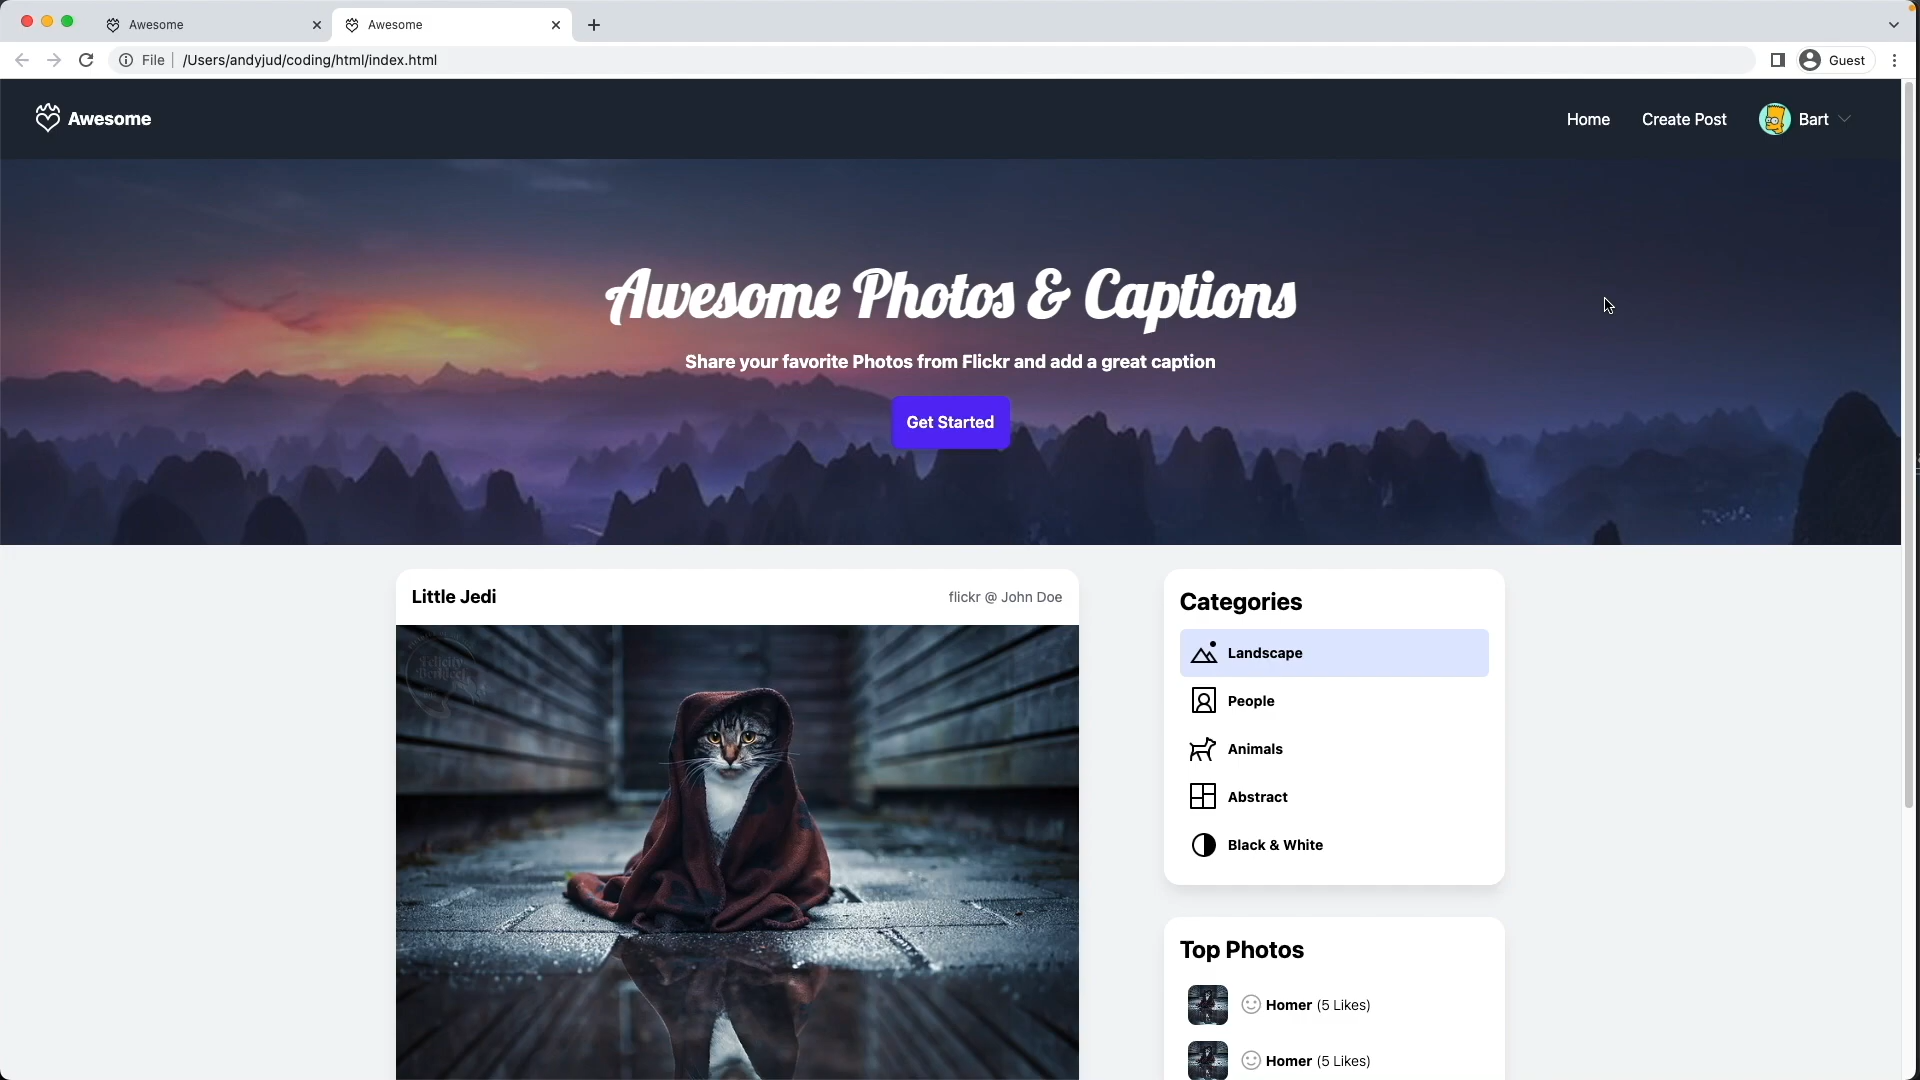 Awesome
Awesome
File
/Users/andyjud/coding/html/index.html
Guest
Awesome
Home
Create Post
Bart
Awesome Photos & Captions
Share your favorite Photos from Flickr and add a great caption
Get Started
Little Jedi
flickr @ John Doe
Categories
Landscape
People
Animals
Abstract
Black & White
Top Photos
Homer (5 Likes)
Homer (5 Likes)